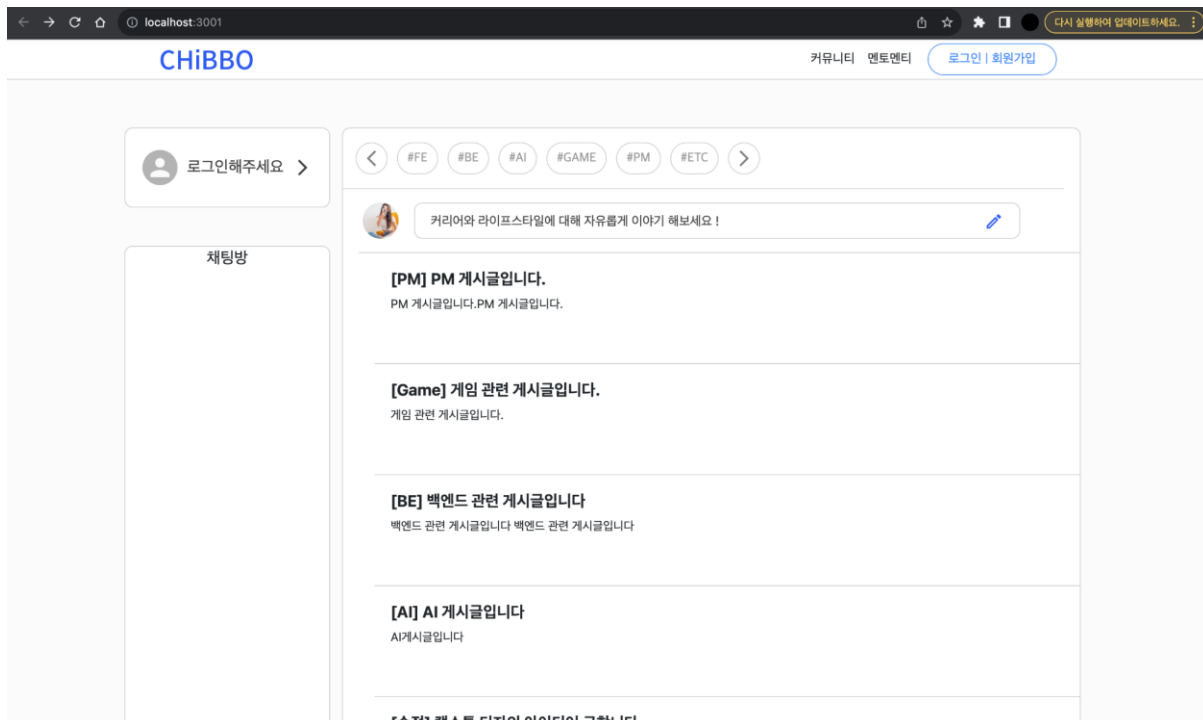 localhost:3001
다시 실행하여 업데이트하세요.
CHiBBO
커뮤니티 멘토멘티 로그인 | 회원가입
로그인해주세요
#FE #BE #AI #GAME #PM #ETC
커리어와 라이프스타일에 대해 자유롭게 이야기 해보세요 !
채팅방
[PM] PM 게시글입니다.
PM 게시글입니다.PM 게시글입니다.
[Game] 게임 관련 게시글입니다.
게임 관련 게시글입니다.
[BE] 백엔드 관련 게시글입니다
백엔드 관련 게시글입니다 백엔드 관련 게시글입니다
[AI] AI 게시글입니다
AI게시글입니다